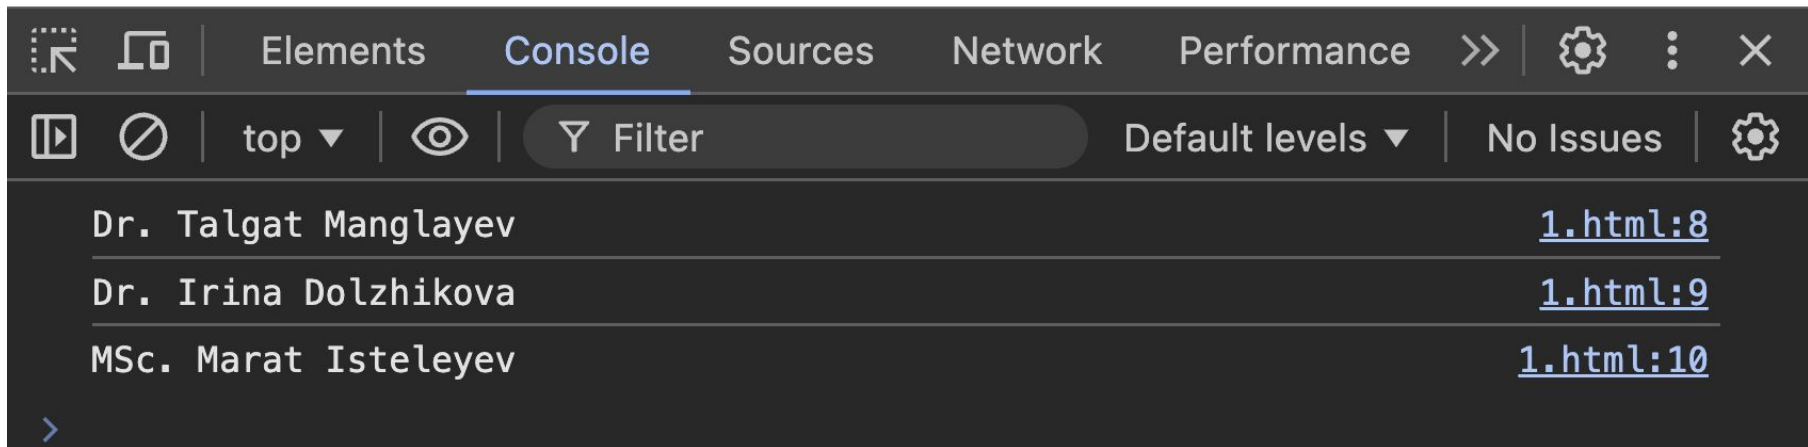 Elements Console Sources Network Performance
top Filter Default levels No Issues
Dr. Talgat Manglayev 1.html:8
Dr. Irina Dolzhikova 1.html:9
MSc. Marat Isteleyev 1.html:10